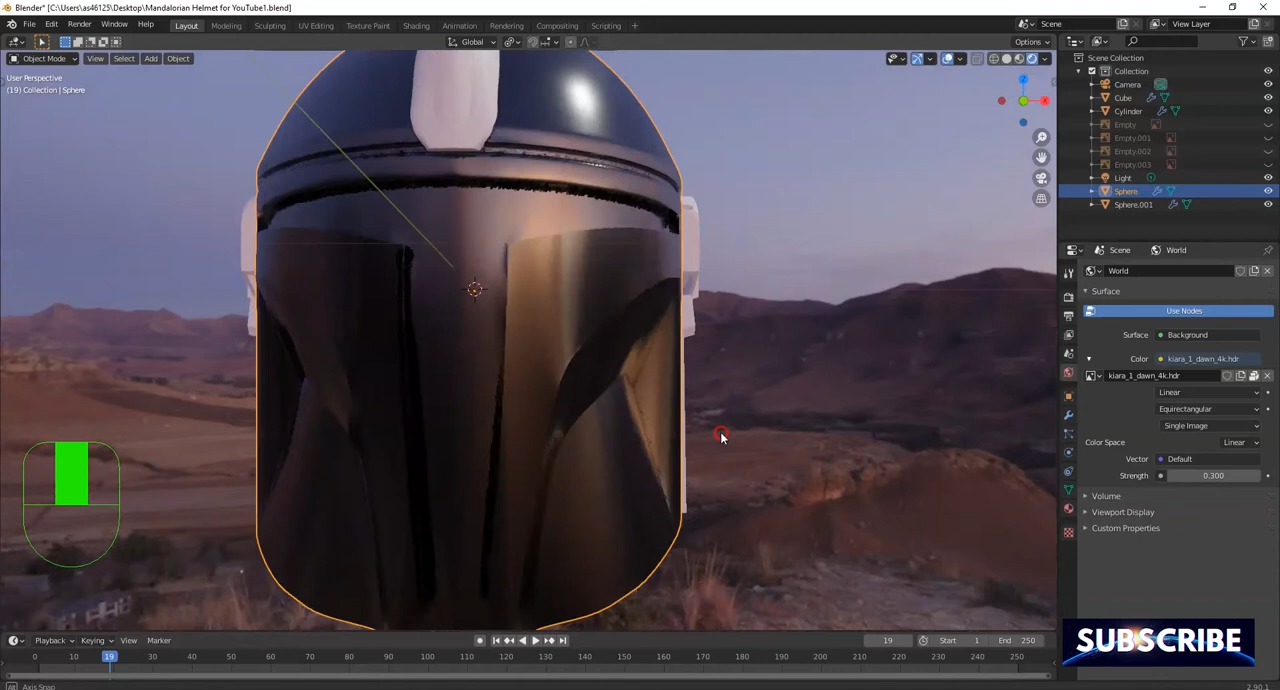 Blender* [C:\Users\as46125\Desktop\Mandalorian Helmet for YouTube1.blend]
File Edit Render Window Help Layout Modeling Sculpting UV Editing Texture Paint Shading Animation Rendering Compositing Scripting + Scene View Layer
Global Options
Object Mode View Select Add Object
User Perspective
(19) Collection | Sphere
Z
X
Scene Collection
Collection
Camera
Cube
Cylinder
Empty
Empty.001
Empty.002
Empty.003
Light
Sphere
Sphere.001
Scene World
World
Surface
Use Nodes
Surface Background
Color kiara_1_dawn_4k.hdr
kiara_1_dawn_4k.hdr
Linear
Equirectangular
Single Image
Color Space Linear
Vector Default
Strength 0.300
Volume
Viewport Display
Custom Properties
SUBSCRIBE
Playback Keying View Marker 19 Start 1 End 250
0 10 19 30 40 50 60 70 80 90 100 110 120 130 140 150 160 170 180 190 200 210 220 230 240 250
Axis Snap 2.90.1